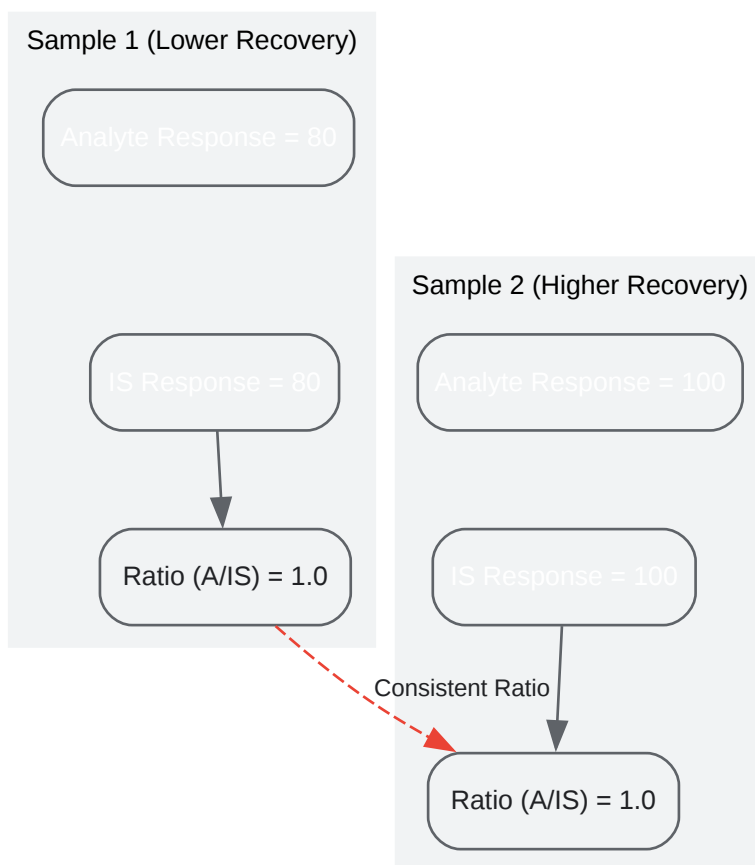 Sample 1 (Lower Recovery)
Analyte Response = 80
IS Response = 80
Ratio (A/IS) = 1.0
Sample 2 (Higher Recovery)
Analyte Response = 100
IS Response = 100
Consistent Ratio
Ratio (A/IS) = 1.0